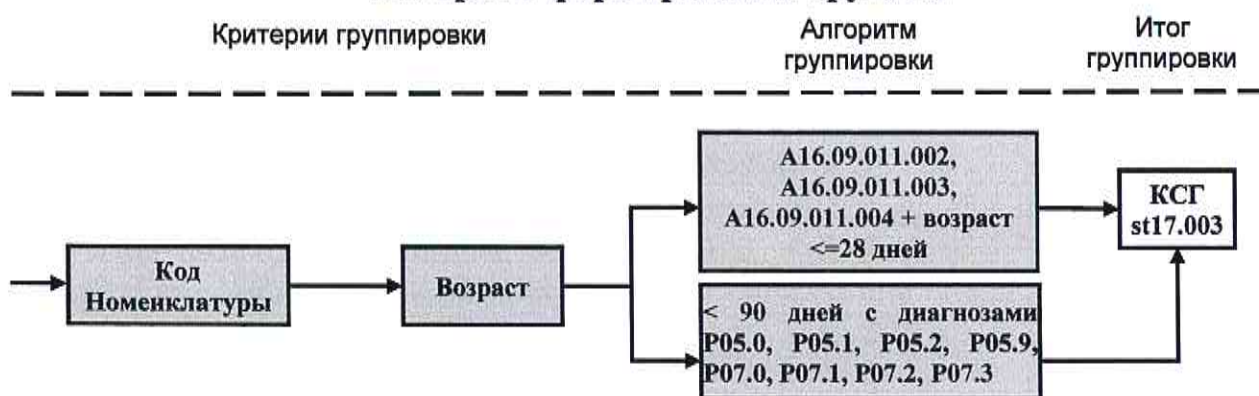 Критерии группировки
Алгоритм
группировки
Итог
группировки
Код
Номенклатуры
Возраст
A16.09.011.002,
A16.09.011.003,
A16.09.011.004 + возраст
<=28 дней
< 90 дней с диагнозами
P05.0, P05.1, P05.2, P05.9,
P07.0, P07.1, P07.2, P07.3
КСГ
st17.003